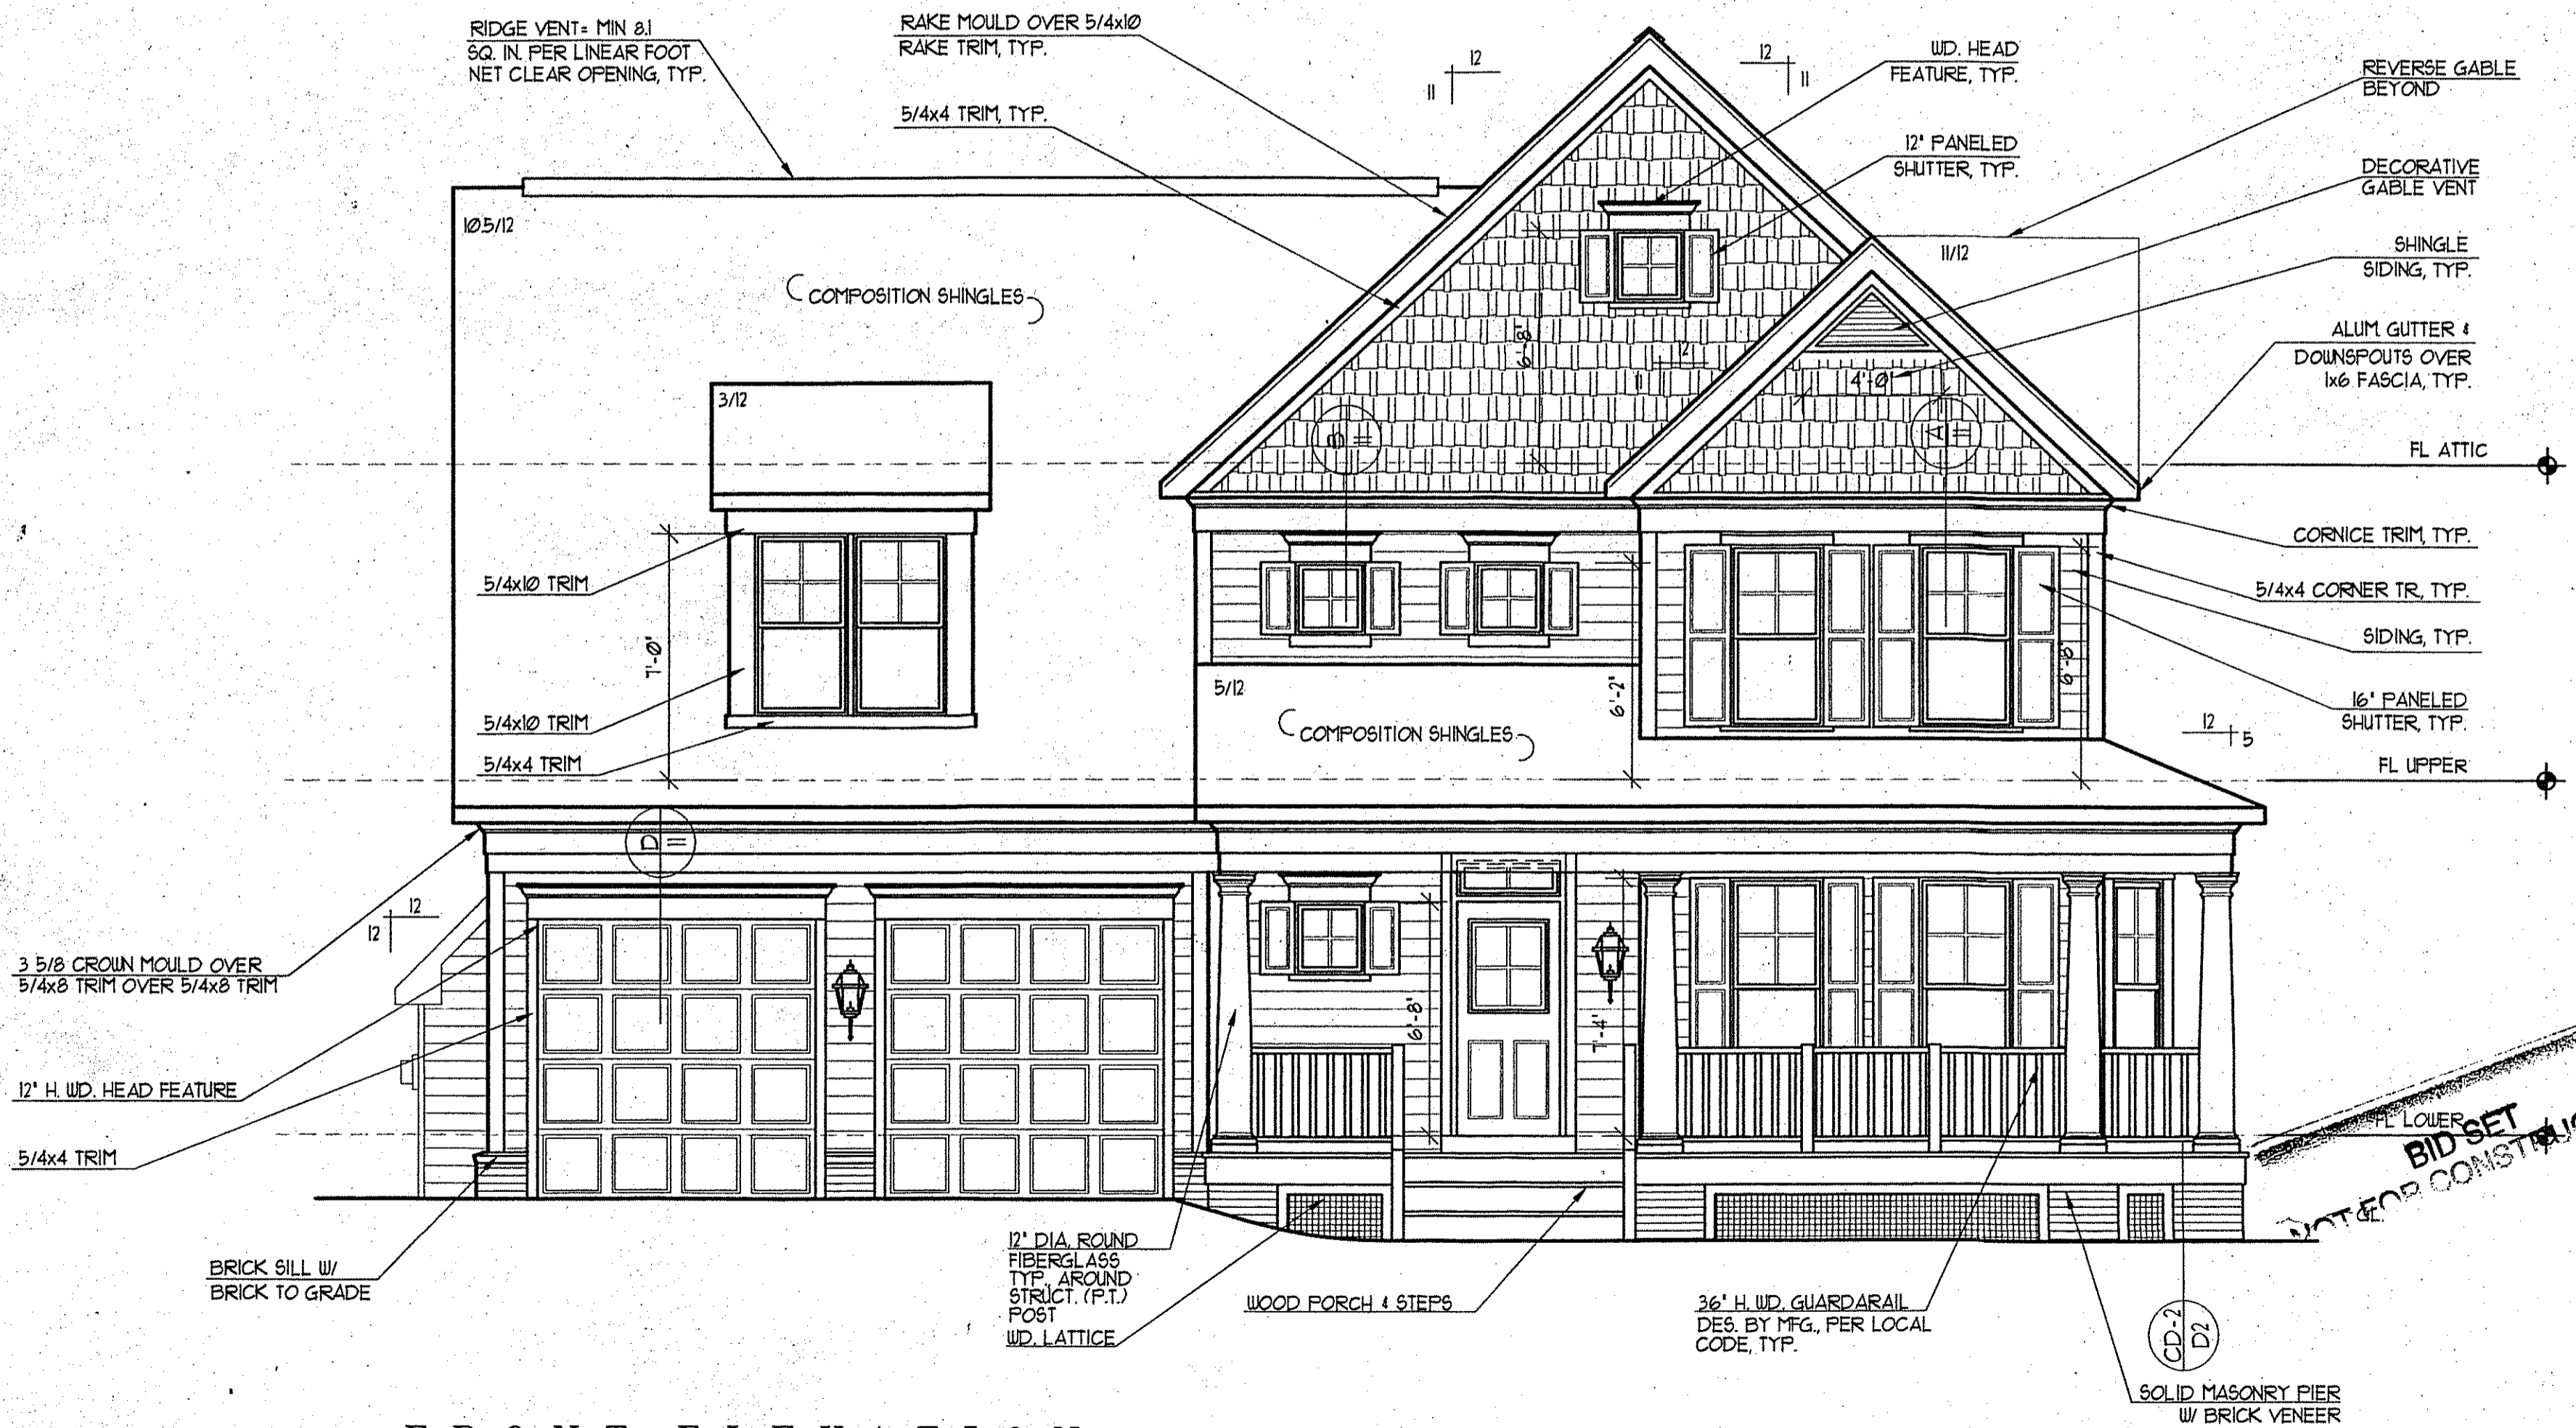 RIDGE VENT= MIN 8.1
SQ. IN. PER LINEAR FOOT
NET CLEAR OPENING, TYP.
RAKE MOULD OVER 5/4x10
RAKE TRIM, TYP.
5/4x4 TRIM, TYP.
12
11
12
11
WD. HEAD
FEATURE, TYP.
12" PANELED
SHUTTER, TYP.
REVERSE GABLE
BEYOND
DECORATIVE
GABLE VENT
SHINGLE
SIDING, TYP.
ALUM. GUTTER &
DOWNSPOUTS OVER
1x6 FASCIA, TYP.
10.5/12
COMPOSITION SHINGLES
11/12
6'-8"
12
11
4'-0"
3/12
B
11
A
11
FL ATTIC
CORNICE TRIM, TYP.
5/4x4 CORNER TR., TYP.
SIDING, TYP.
16" PANELED
SHUTTER, TYP.
5/4x10 TRIM
7'-0"
5/4x10 TRIM
5/4x4 TRIM
5/12
COMPOSITION SHINGLES
6'-2"
6'-8"
12
5
FL UPPER
D
11
12
12
3 5/8 CROWN MOULD OVER
5/4x8 TRIM OVER 5/4x8 TRIM
12" H. WD. HEAD FEATURE
5/4x4 TRIM
6'-8"
7'-4"
FL LOWER
BID SET
NOT FOR
BRICK SILL W/
BRICK TO GRADE
12" DIA. ROUND
FIBERGLASS
TYP., AROUND
STRUCT. (P.T.)
POST
WD. LATTICE
WOOD PORCH & STEPS
36" H. WD. GUARDARAIL
DES. BY MFG., PER LOCAL
CODE, TYP.
CD-2
D2
SOLID MASONRY PIER
W/ BRICK VENEER
FRONT ELEVATION